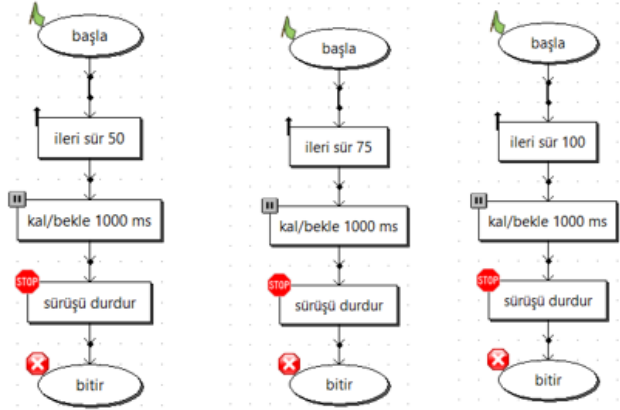 başla
ileri sür 50
kal/bekle 1000 ms
STOP
sürüşü durdur
bitir
başla
ileri sür 75
kal/bekle 1000 ms
STOP
sürüşü durdur
bitir
başla
ileri sür 100
kal/bekle 1000 ms
STOP
sürüşü durdur
bitir